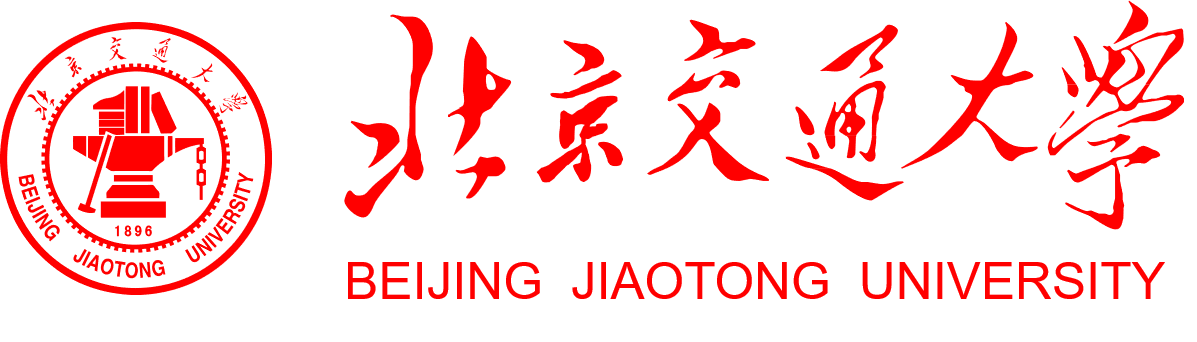 北京交通大學
1896
BEIJING JIAOTONG UNIVERSITY
北京交通大學
BEIJING JIAOTONG UNIVERSITY